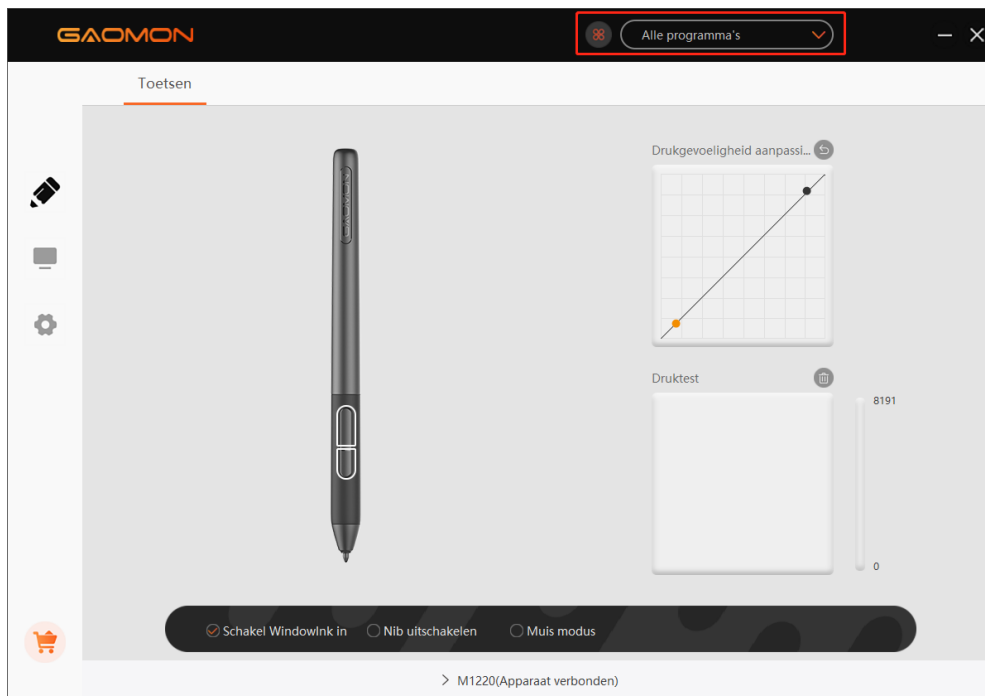 GAOMON
Alle programma's
Toetsen
Drukgevoeligheid aanpassi...
GAOMON
Druktest
8191
0
Schakel WindowInk in
Nib uitschakelen
Muis modus
M1220(Apparaat verbonden)